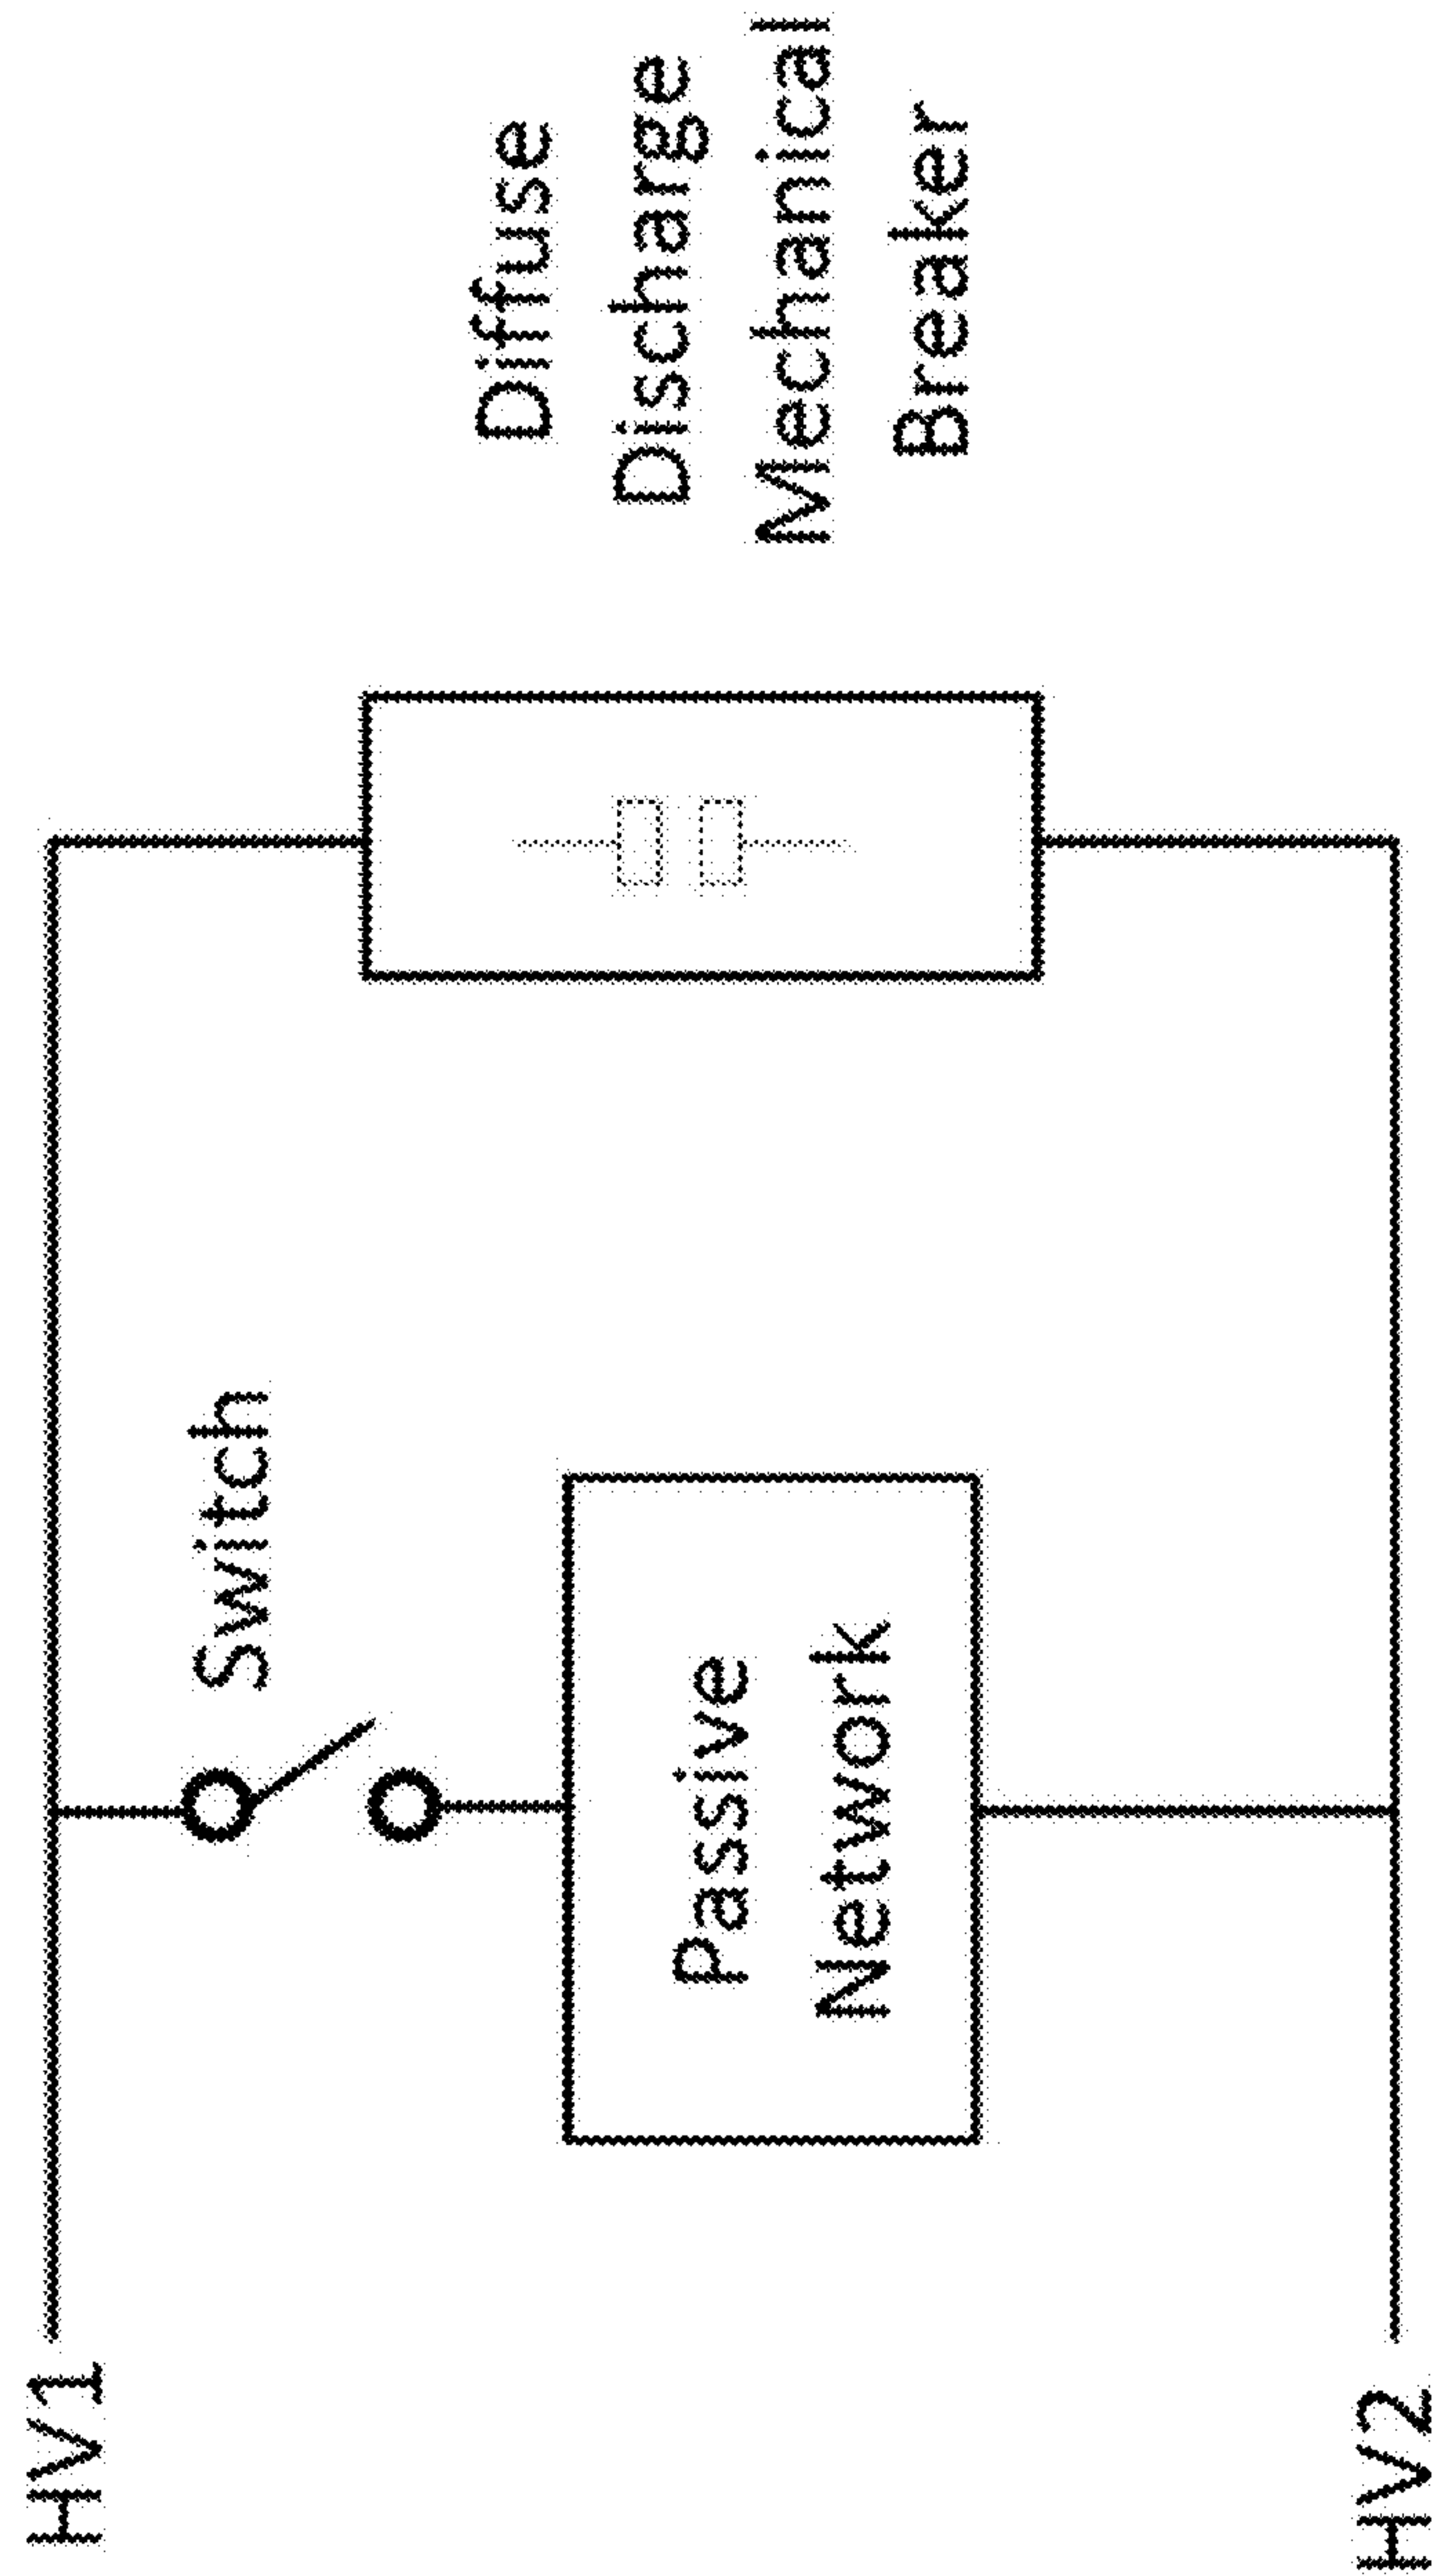 HV1
Switch
Passive
Network
HV2
Diffuse
Discharge
Mechanical
Breaker